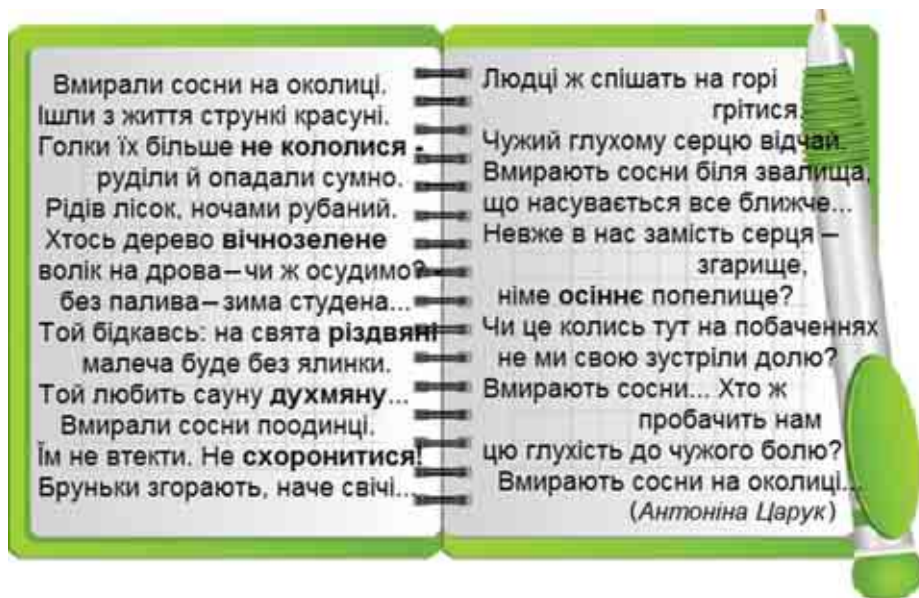 Вмирали сосни на околиці.
Ішли з життя стрункі красуні.
Голки їх більше не кололися -
руділи й опадали сумно.
Рідів лісок, ночами рубаний.
Хтось дерево вічнозелене
волік на дрова – чи ж осудимо? -
без палива – зима студена...
Той бідкавсь: на свята різдвяні
малеча буде без ялинки.
Той любить сауну духмяну...
Вмирали сосни поодинці.
Їм не втекти. Не схоронитися!
Бруньки згорають, наче свічі...
Людці ж спішать на горі
грітися.
Чужий глухому серцю відчай.
Вмирають сосни біля звалища,
що насувається все ближче...
Невже в нас замість серця –
згарище,
німе осіннє попелище?
Чи це колись тут на побаченнях
не ми свою зустріли долю?
Вмирають сосни... Хто ж
пробачить нам
цю глухість до чужого болю?
Вмирають сосни на околиці...
(Антоніна Царук)